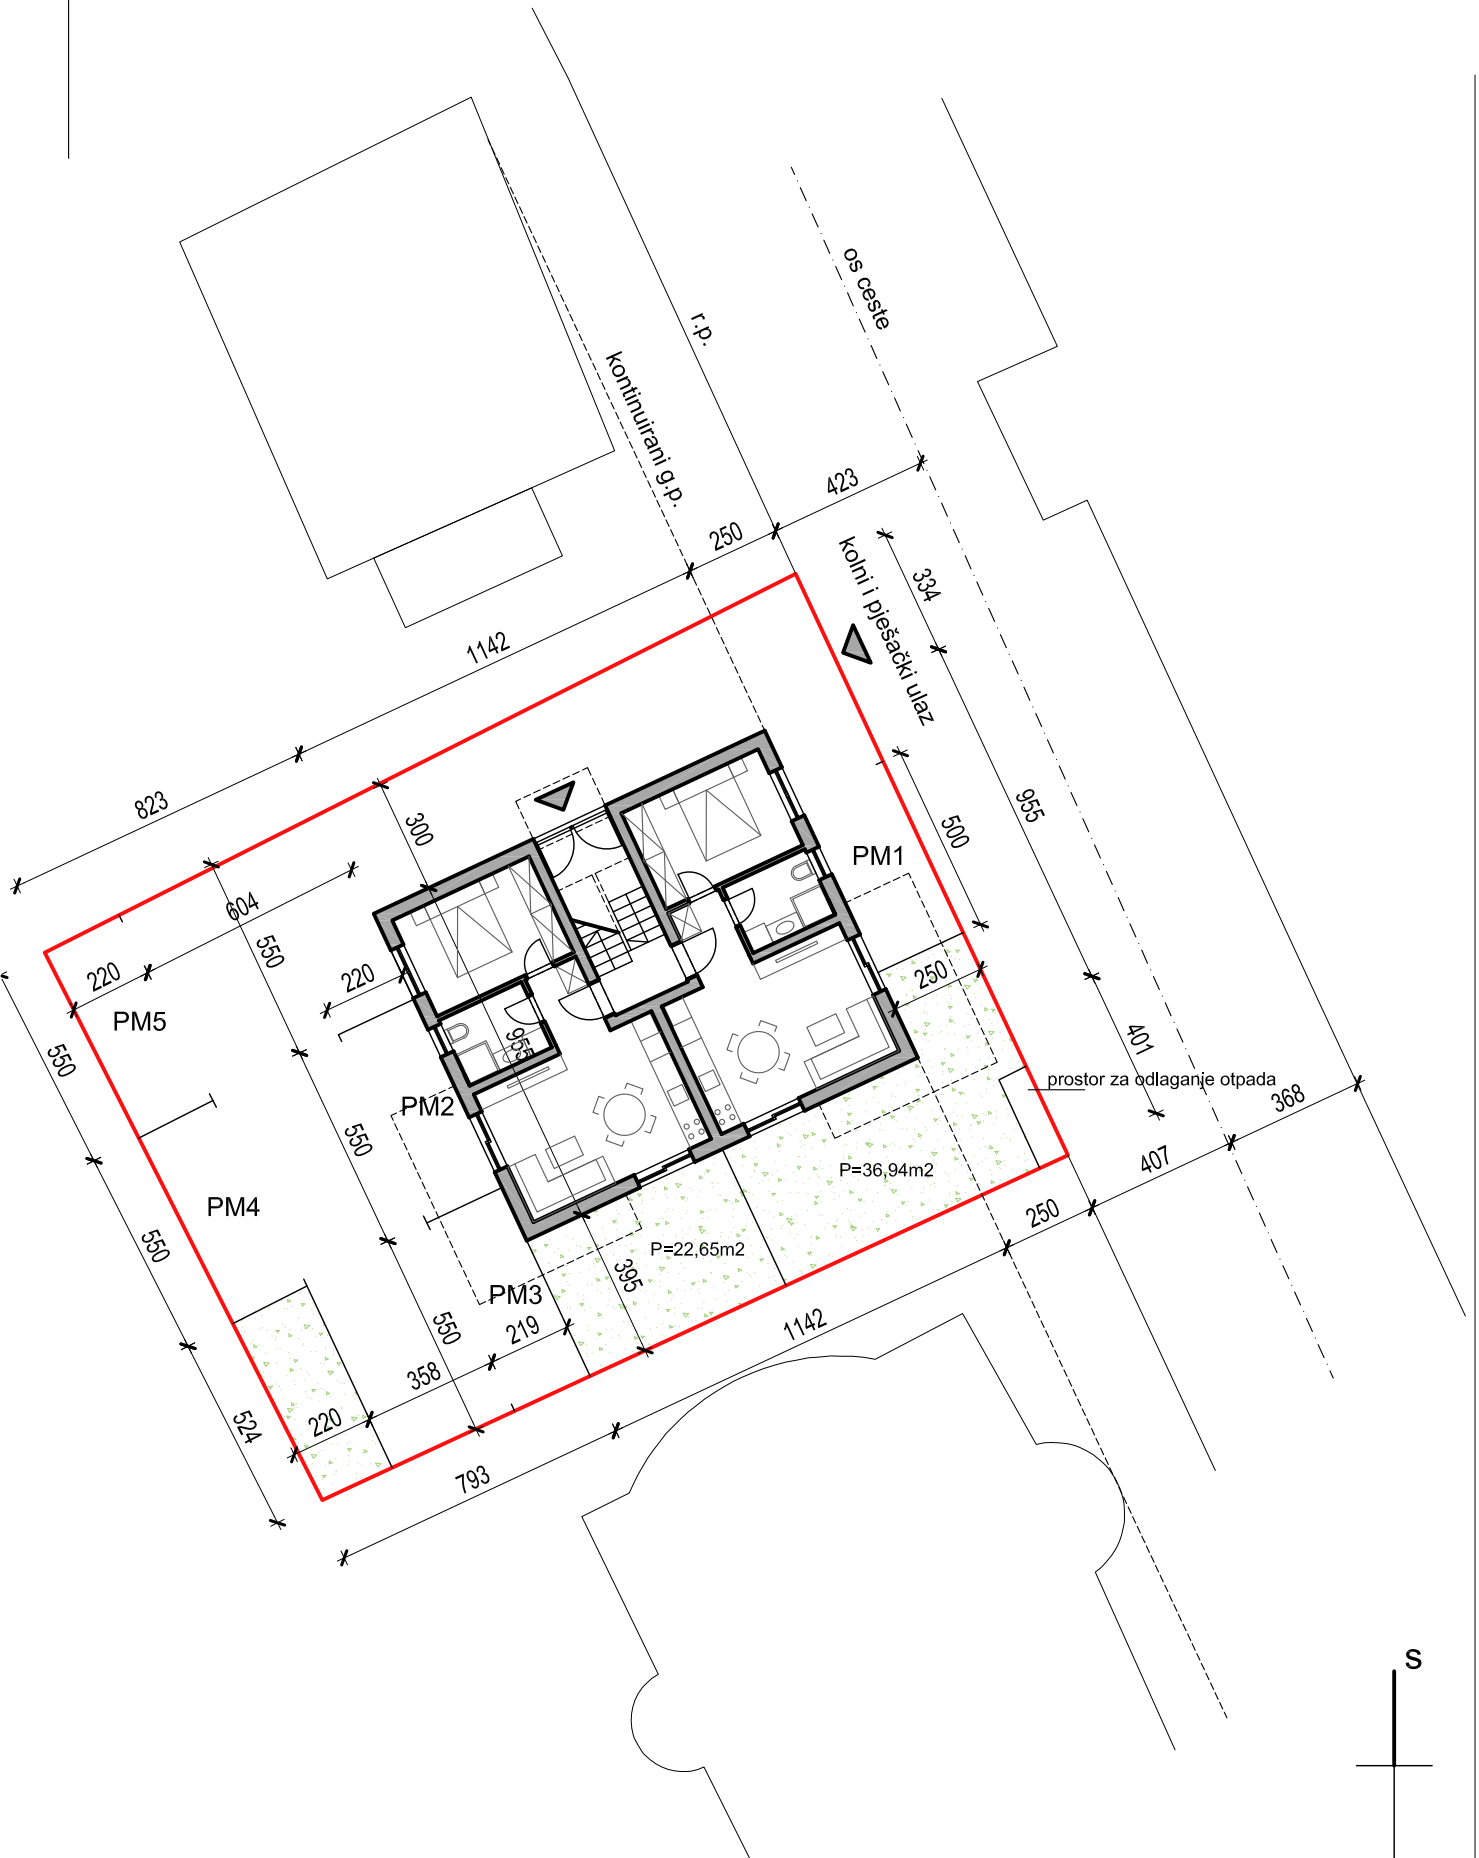 os ceste
r.p.
kontinuirani g.p.
423
250
kolni i pješački ulaz
334
1142
823
300
955
500
PM1
604
550
220
220
250
PM5
955
401
550
prostor za odlaganje otpada
368
PM2
550
407
P=36,94m2
PM4
250
550
P=22,65m2
395
PM3
550
219
1142
358
220
524
793
S